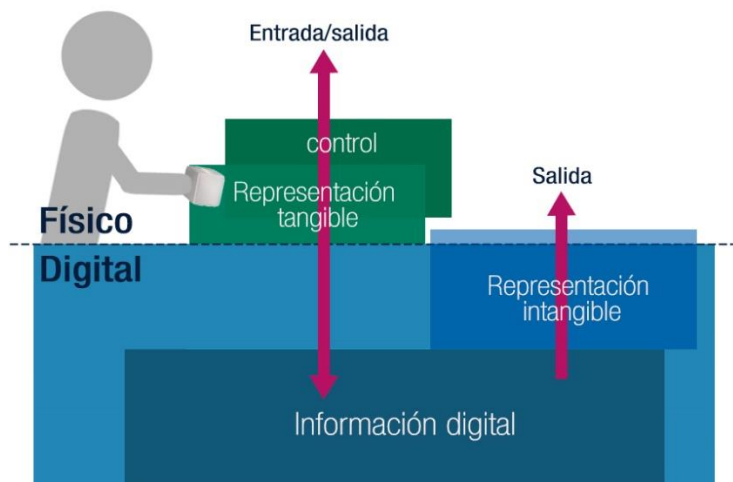 Entrada/salida
control
Representación
tangible
Salida
Físico
Digital
Representación
intangible
Información digital